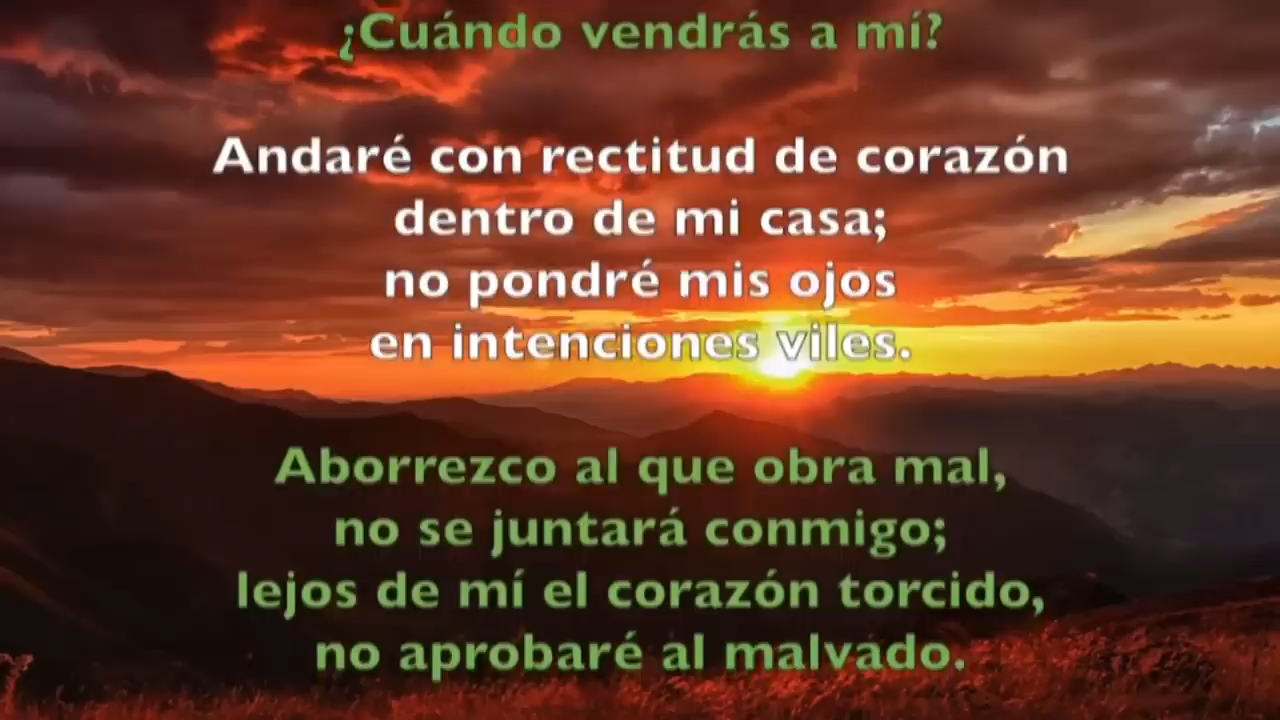 ¿Cuándo vendrás a mí?
Andaré con rectitud de corazón
dentro de mi casa;
no pondré mis ojos
en intenciones viles.
Aborrezco al que obra mal,
no se juntará conmigo;
lejos de mí el corazón torcido,
no aprobaré al malvado.